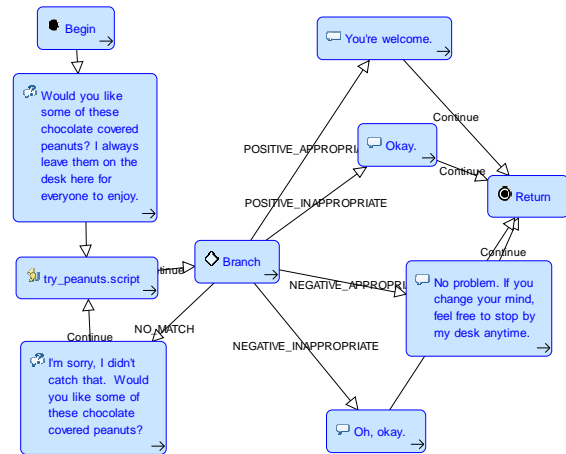 Begin
You're welcome.
Would you like
some of these
chocolate covered
peanuts? I always
leave them on the
desk here for
everyone to enjoy.
Continue
Okay.
POSITIVE_APPROPRIA
Continue
POSITIVE_INAPPROPRIATE
Return
Branch
Continue
try_peanuts.script
tinue
NEGATIVE_APPROPRI
No problem. If you
change your mind,
feel free to stop by
my desk anytime.
NO_MATCH
Continue
NEGATIVE_INAPPROPRIATE
I'm sorry, I didn't
catch that. Would
you like some of
these chocolate
covered peanuts?
Oh, okay.